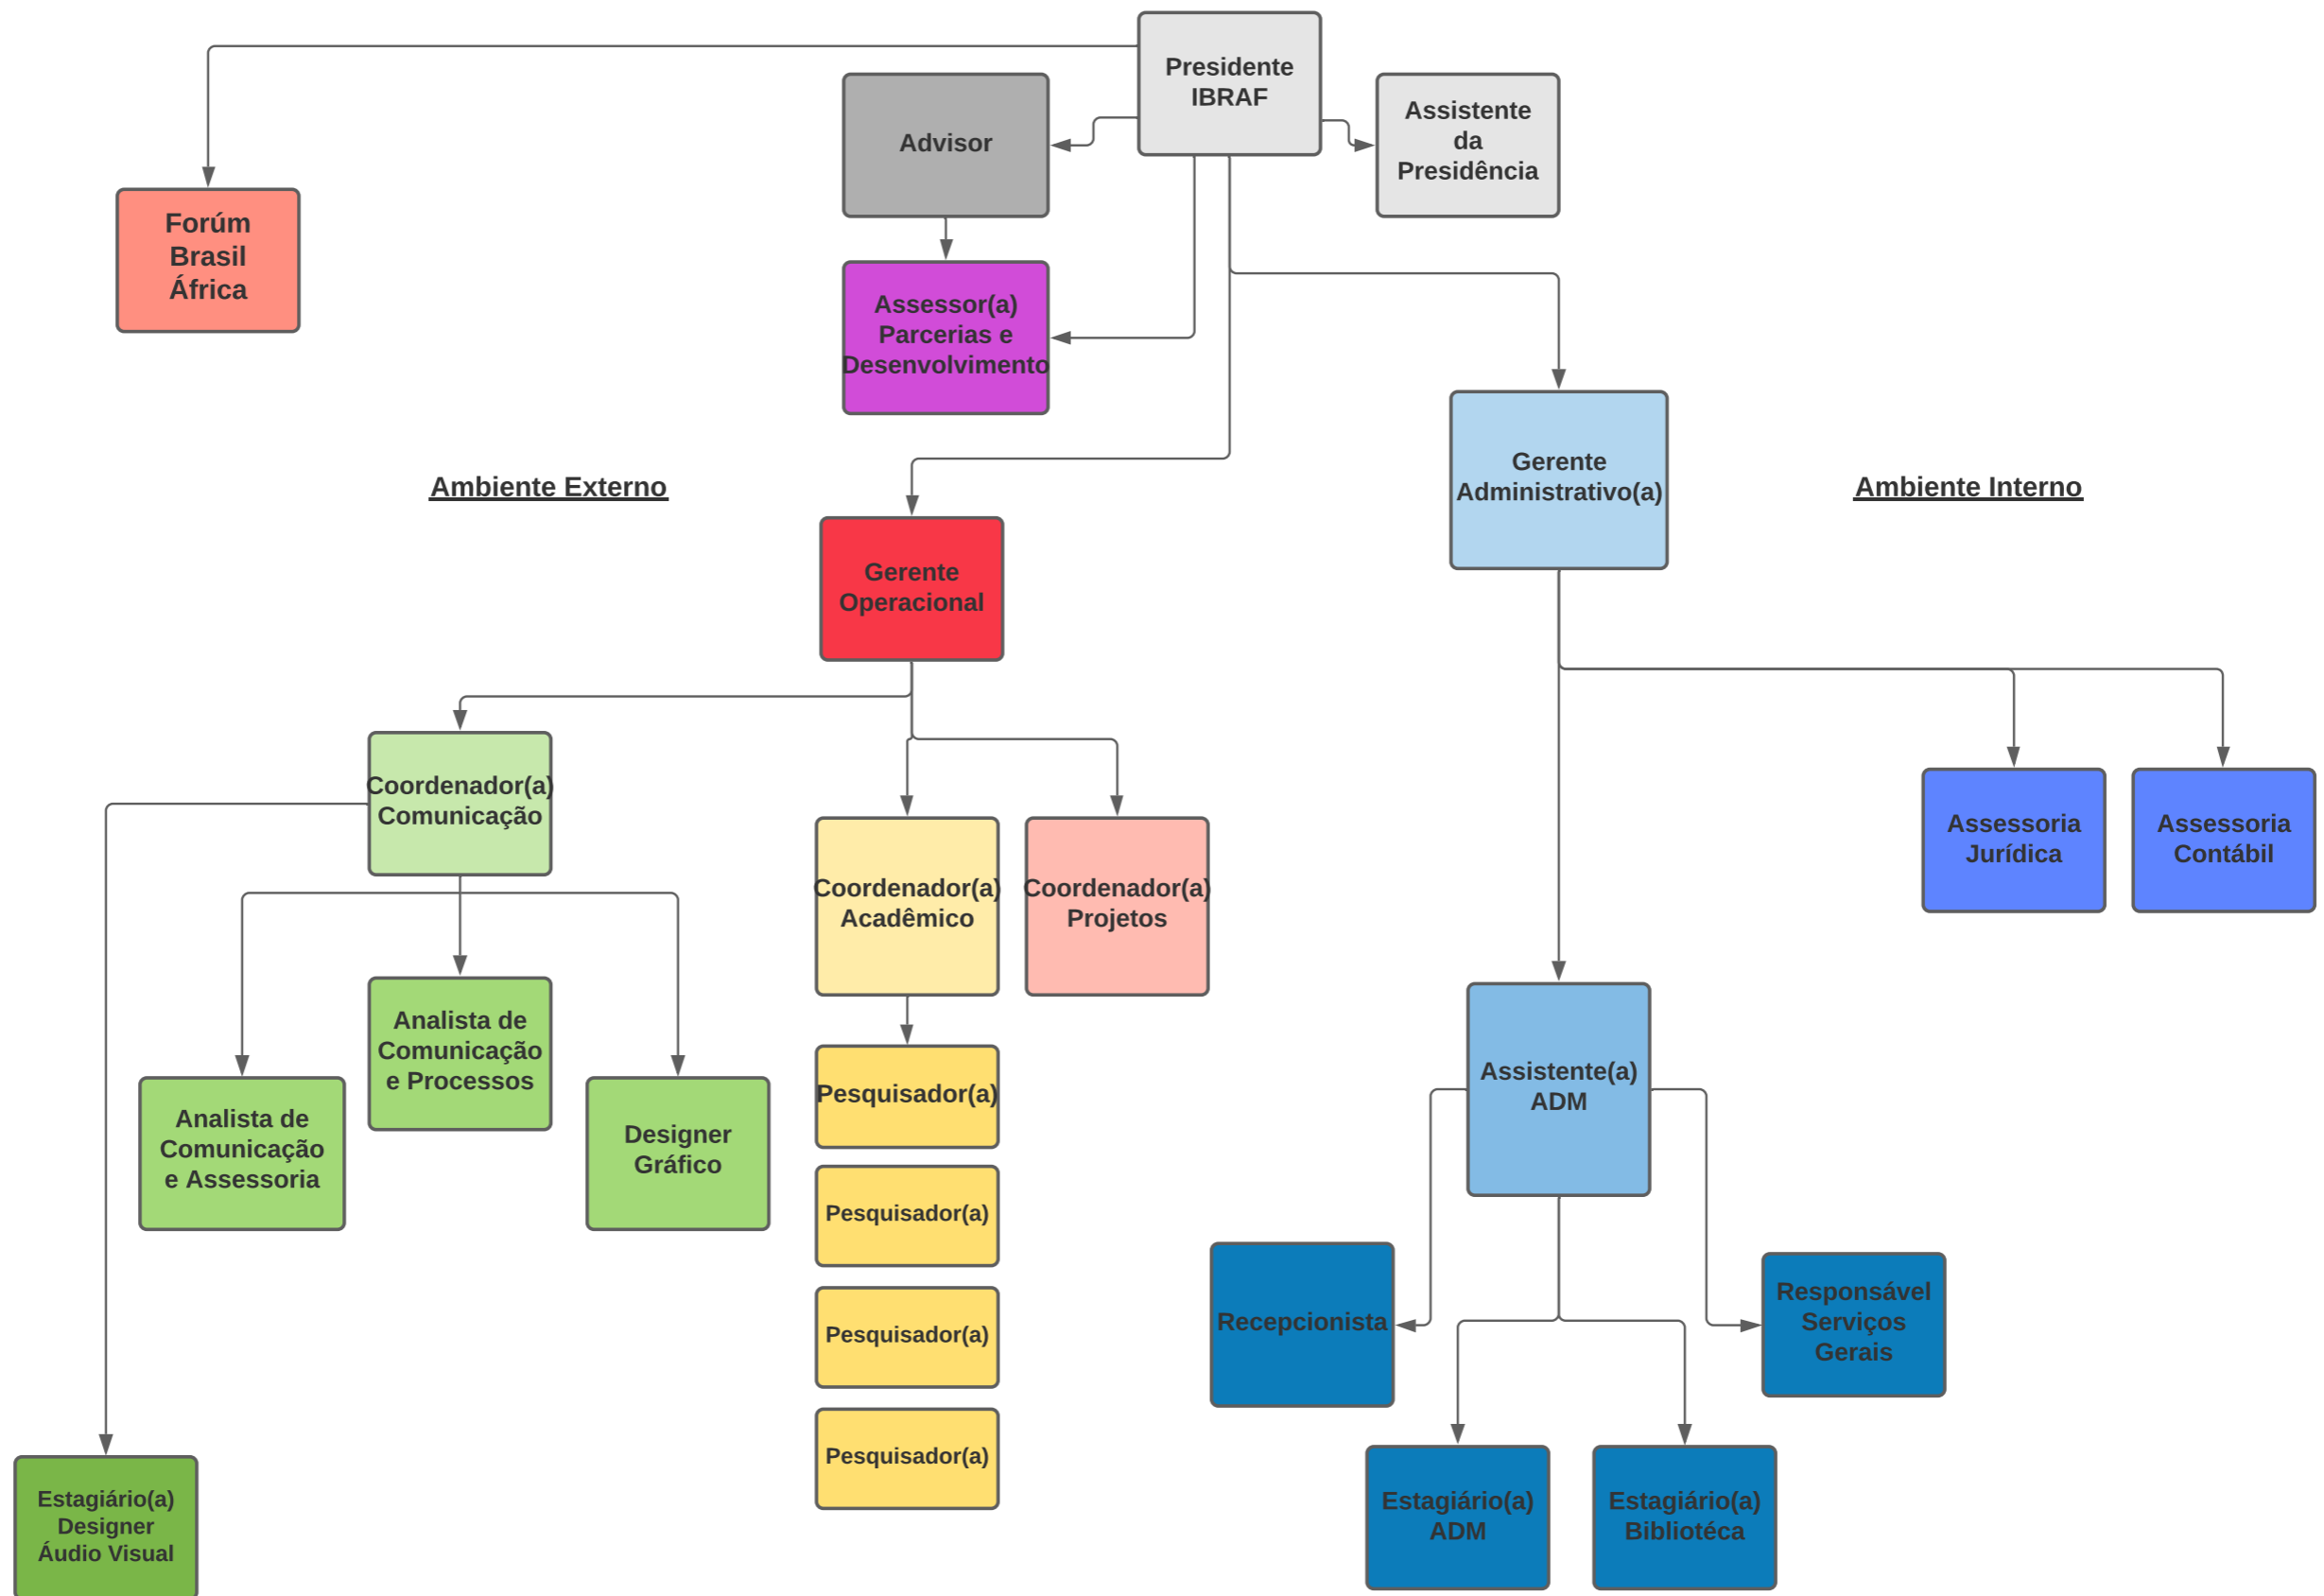 Presidente
IBRAF
Advisor
Assistente
da
Presidência
Forúm
Brasil
África
Assessor(a)
Parcerias e
Desenvolvimento
Ambiente Externo
Gerente
Administrativo(a)
Ambiente Interno
Gerente
Operacional
Coordenador(a)
Comunicação
Coordenador(a)
Acadêmico
Coordenador(a)
Projetos
Assessoria
Jurídica
Assessoria
Contábil
Analista de
Comunicação
e Processos
Analista de
Comunicação
e Assessoria
Designer
Gráfico
Pesquisador(a)
Pesquisador(a)
Pesquisador(a)
Pesquisador(a)
Assistente(a)
ADM
Recepcionista
Responsável
Serviços
Gerais
Estagiário(a)
Designer
Áudio Visual
Estagiário(a)
ADM
Estagiário(a)
Bibliotéca